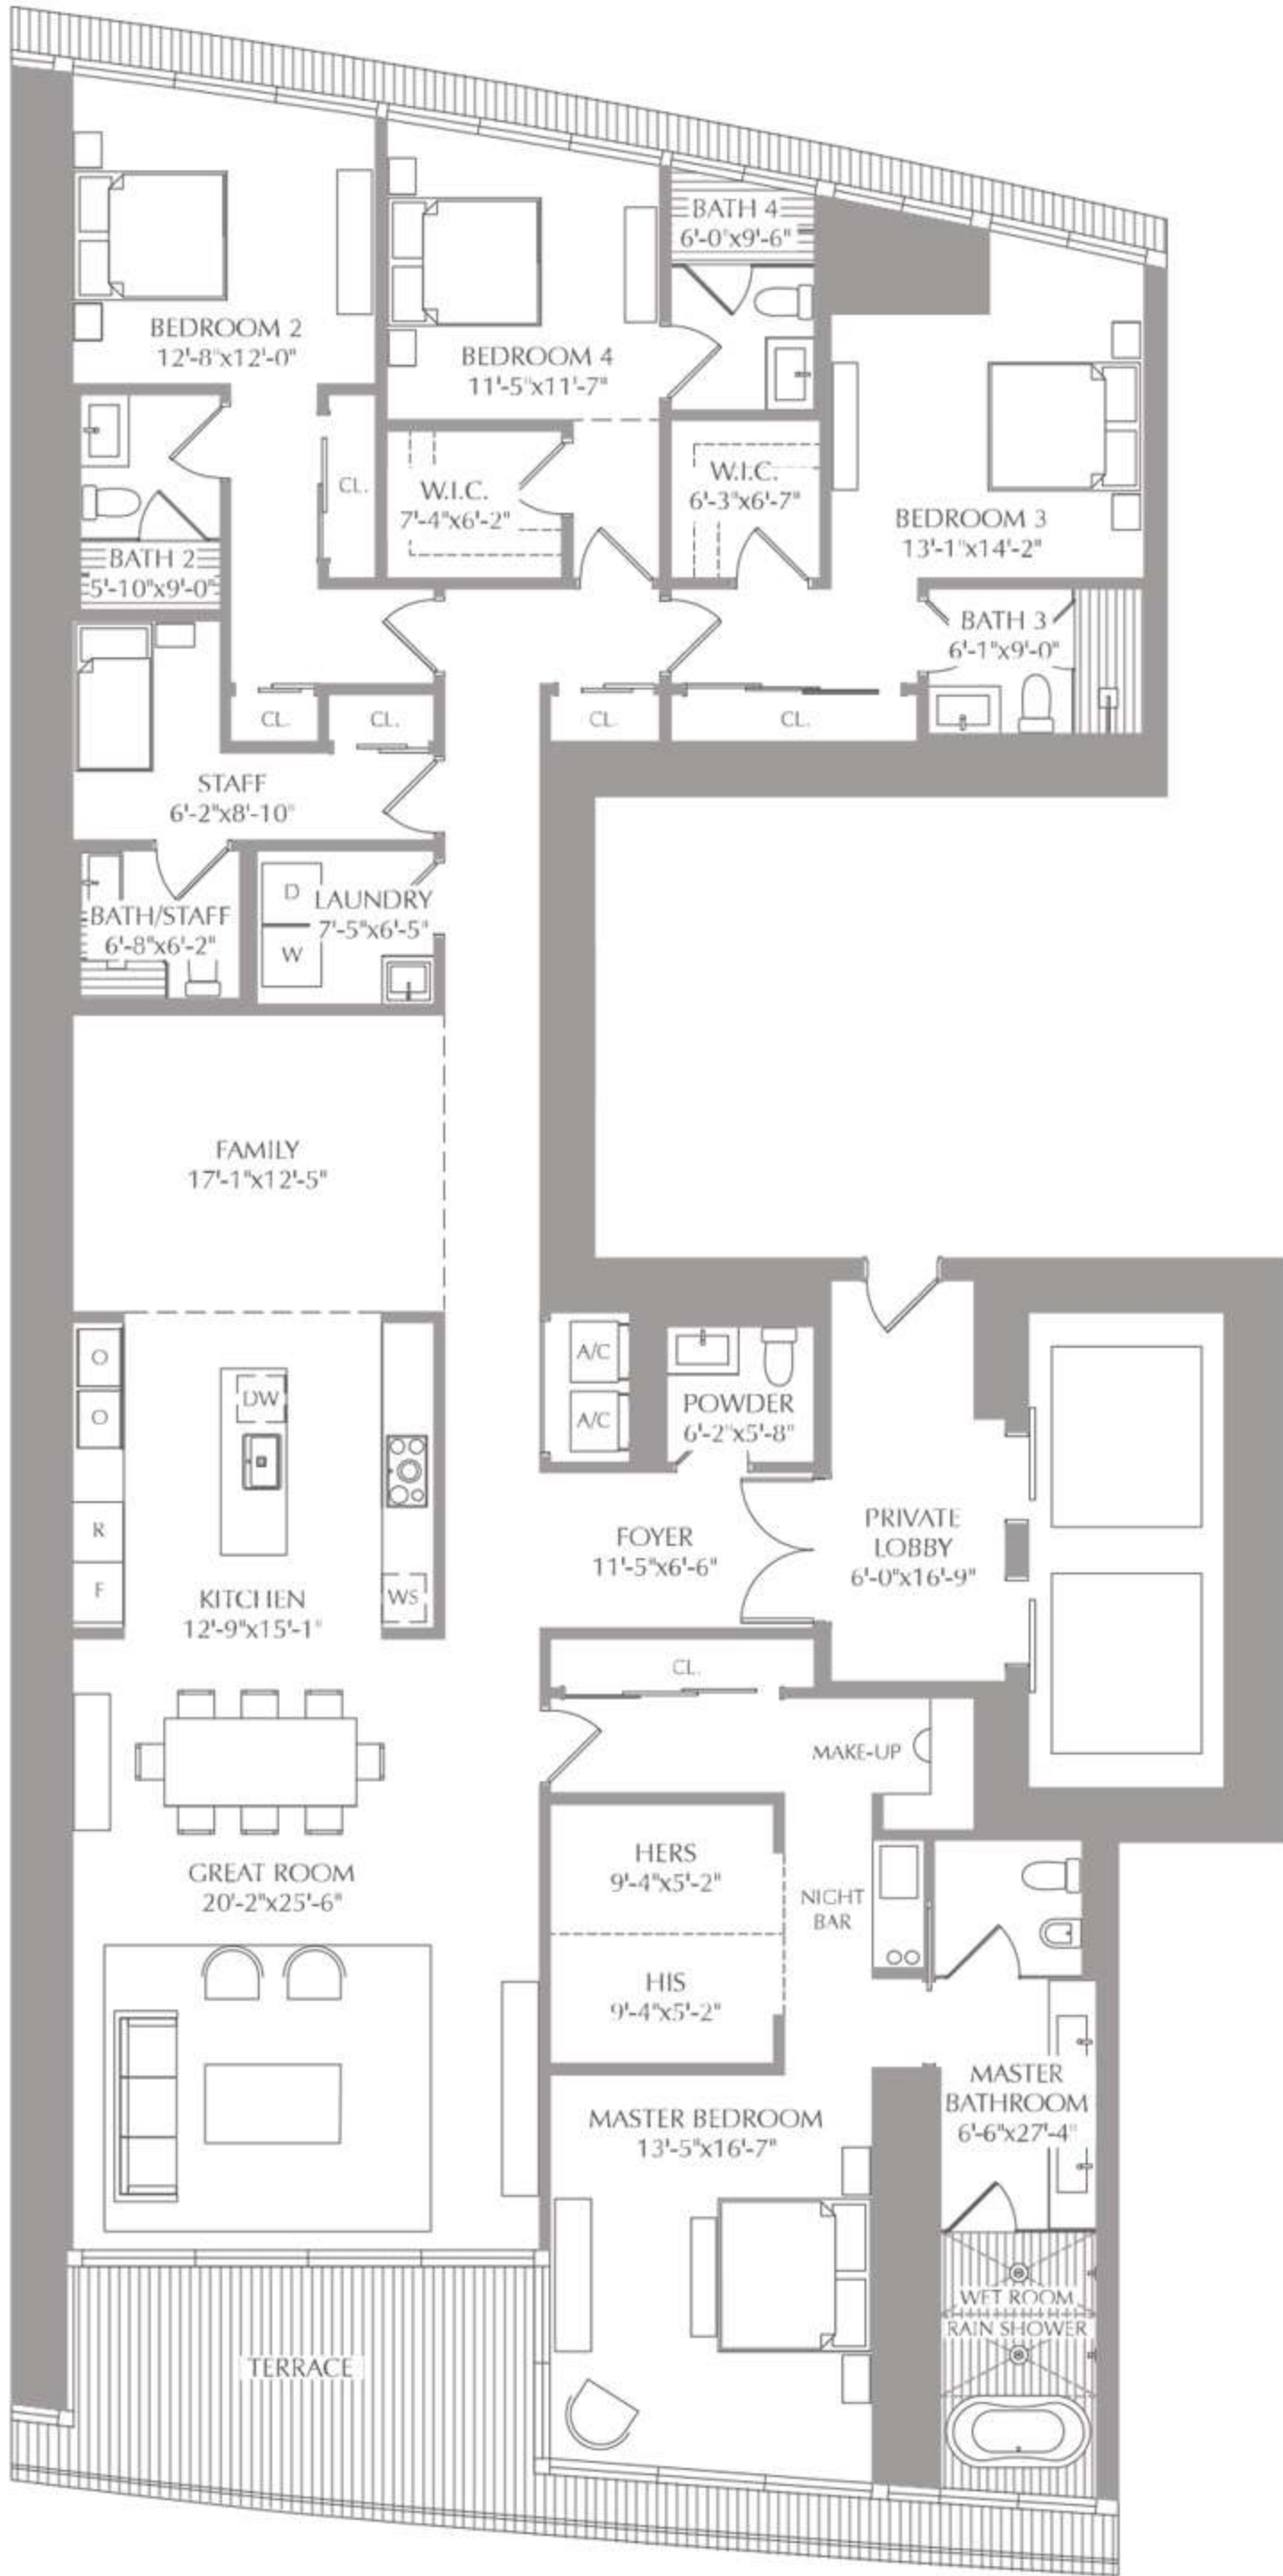 BATH 4
6'-0"x9'-6"
BEDROOM 2
12'-8"x12'-0"
BEDROOM 4
11'-5"x11'-7"
CL.
W.I.C.
7'-4"x6'-2"
W.I.C.
6'-3"x6'-7"
BEDROOM 3
13'-1"x14'-2"
BATH 2
5'-10"x9'-0"
BATH 3
6'-1"x9'-0"
CL.
CL.
CL.
CL.
STAFF
6'-2"x8'-10"
BATH/STAFF
6'-8"x6'-2"
D
W
LAUNDRY
7'-5"x6'-5"
FAMILY
17'-1"x12'-5"
O
O
DW
A/C
A/C
POWDER
6'-2"x5'-8"
R
F
KITCHEN
12'-9"x15'-1"
WS
FOYER
11'-5"x6'-6"
PRIVATE
LOBBY
6'-0"x16'-9"
CL.
MAKE-UP
GREAT ROOM
20'-2"x25'-6"
HERS
9'-4"x5'-2"
NIGHT
BAR
HIS
9'-4"x5'-2"
MASTER BEDROOM
13'-5"x16'-7"
MASTER
BATHROOM
6'-6"x27'-4"
WET ROOM
RAIN SHOWER
TERRACE